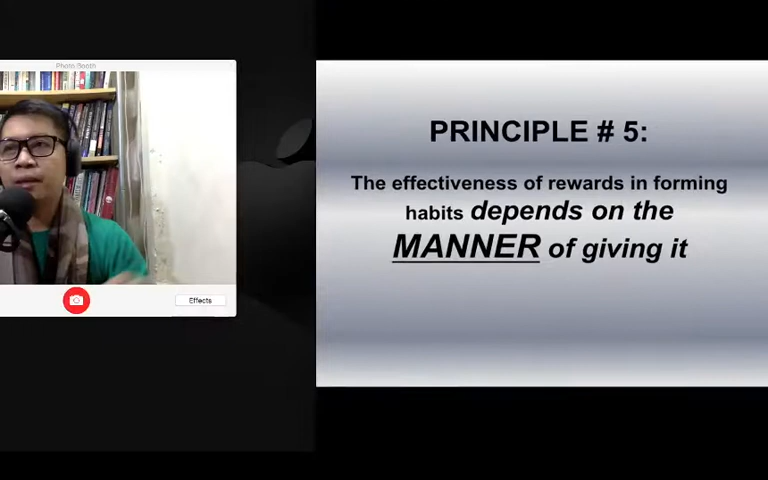 Photo Booth
Effects
PRINCIPLE # 5:
The effectiveness of rewards in forming
habits depends on the
MANNER of giving it